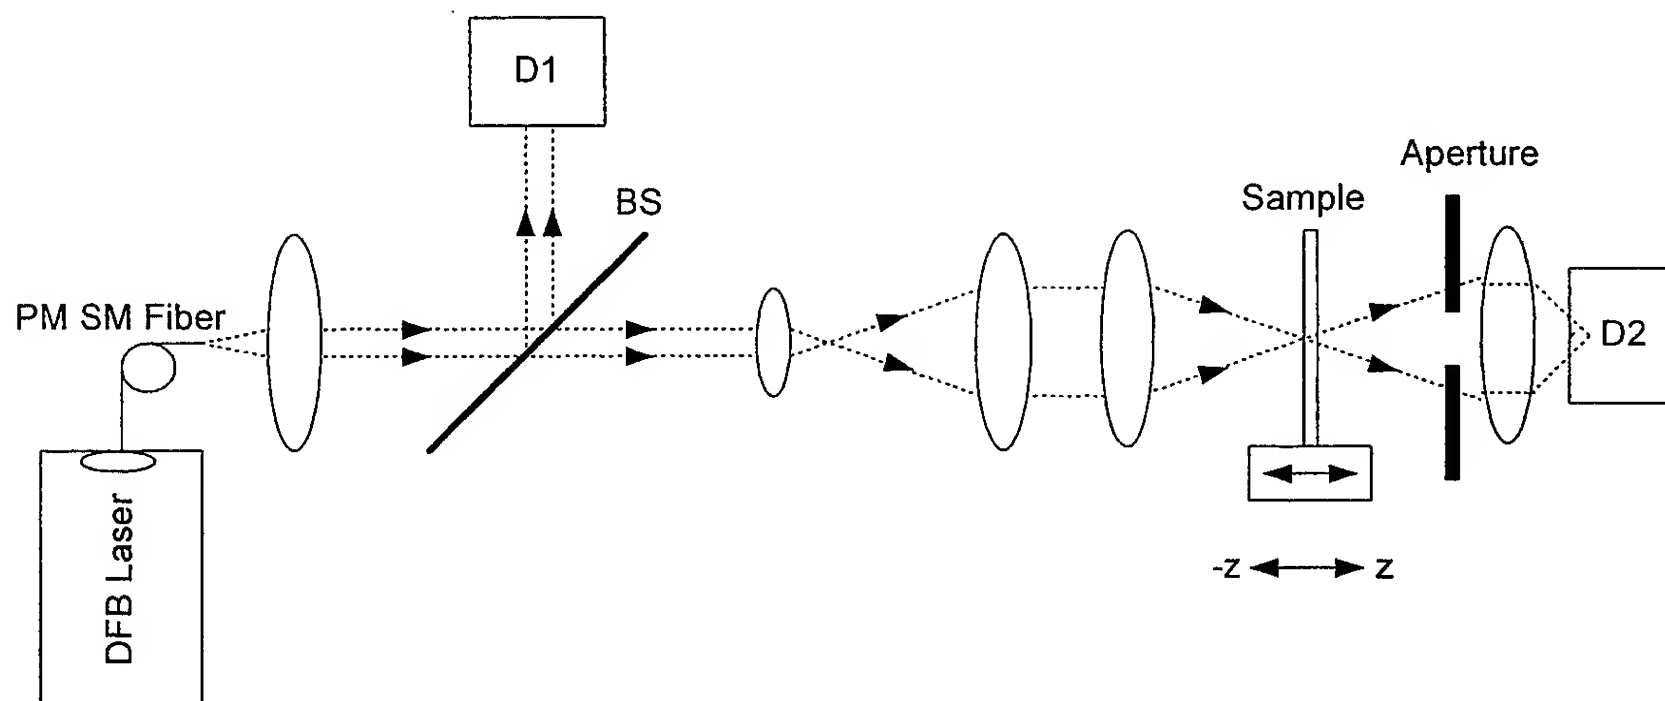 D1
Aperture
BS
Sample
PM SM Fiber
D2
DFB Laser
-z
z